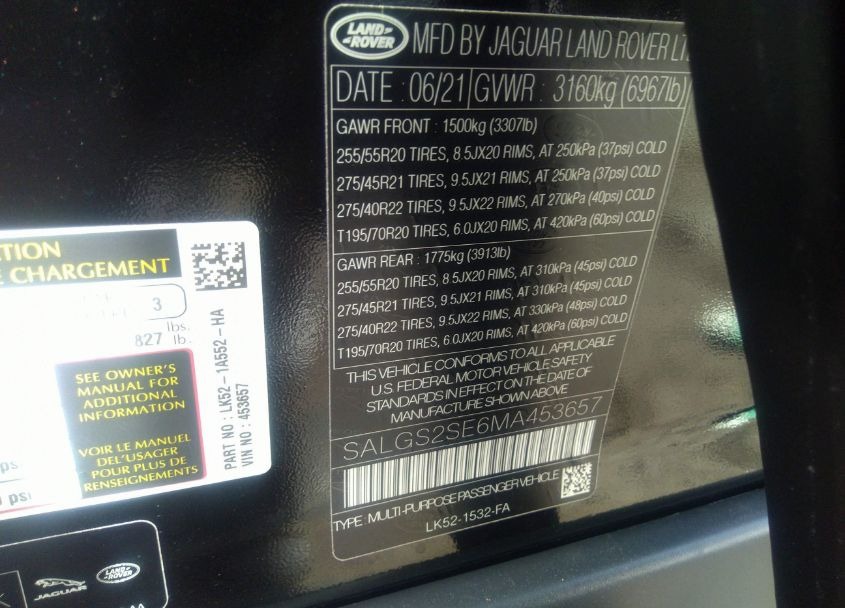 LAND
ROVER
MFD BY JAGUAR LAND ROVER
DATE : 06/21 GVWR : 3160kg (6967lb)
GAWR FRONT : 1500kg (3307lb)
255/55R20 TIRES, 8.5JX20 RIMS, AT 250kPa (37psi) COLD
275/45R21 TIRES, 9.5JX21 RIMS, AT 250kPa (37psi) COLD
275/40R22 TIRES, 9.5JX22 RIMS, AT 270kPa (40psi) COLD
T195/70R20 TIRES, 6.0JX20 RIMS, AT 420kPa (60psi) COLD
GAWR REAR : 1775kg (3913lb)
255/55R20 TIRES, 8.5JX20 RIMS, AT 310kPa (45psi) COLD
275/45R21 TIRES, 9.5JX21 RIMS, AT 310kPa (45psi) COLD
275/40R22 TIRES, 9.5JX22 RIMS, AT 330kPa (48psi) COLD
T195/70R20 TIRES, 6.0JX20 RIMS, AT 420kPa (60psi) COLD
THIS VEHICLE CONFORMS TO ALL APPLICABLE
U.S. FEDERAL MOTOR VEHICLE SAFETY
STANDARDS IN EFFECT ON THE DATE OF
MANUFACTURE SHOWN ABOVE
SALGS2SE6MA453657
TYPE : MULTI-PURPOSE PASSENGER VEHICLE
LK52-1532-FA
CHARGEMENT
3
lbs.
827 lb.
SEE OWNER'S
MANUAL FOR
ADDITIONAL
INFORMATION
VOIR LE MANUEL
DEL'USAGER
POUR PLUS DE
RENSEIGNEMENTS
PART NO : LK52-1A552-HA
VIN NO : 453657
psi
JAGUAR
LAND
ROVER